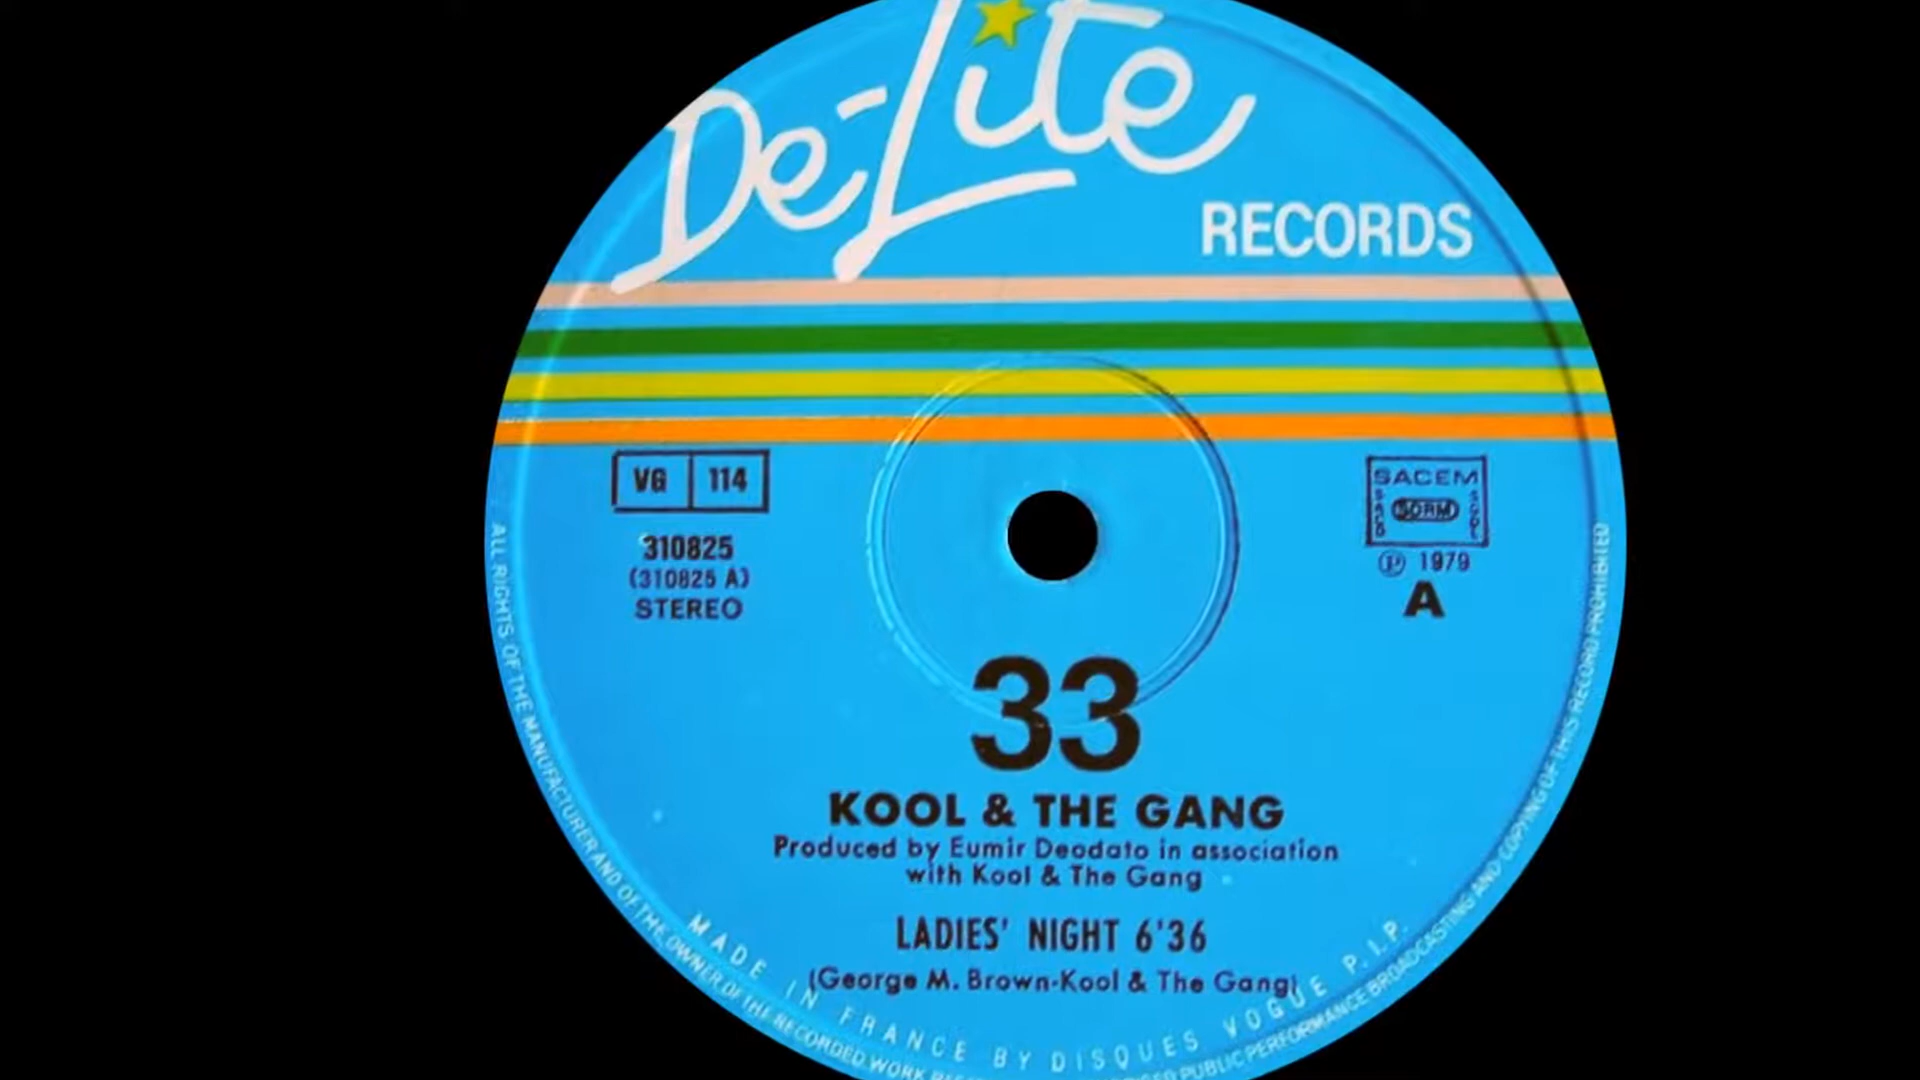 De-Lite
RECORDS
VG 114
310825
(310825 A)
STEREO
SACEM
SACD
SDRM
SGDL
Ⓟ 1979
A
33
KOOL & THE GANG
Produced by Eumir Deodato in association
with Kool & The Gang
LADIES' NIGHT 6'36
(George M. Brown-Kool & The Gang)
MADE IN FRANCE BY DISQUES VOGUE P.I.P.
ALL RIGHTS OF THE MANUFACTURER AND OF THE OWNER OF THE RECORDED WORK
PUBLIC PERFORMANCE BROADCASTING AND COPYING OF THIS RECORD PROHIBITED